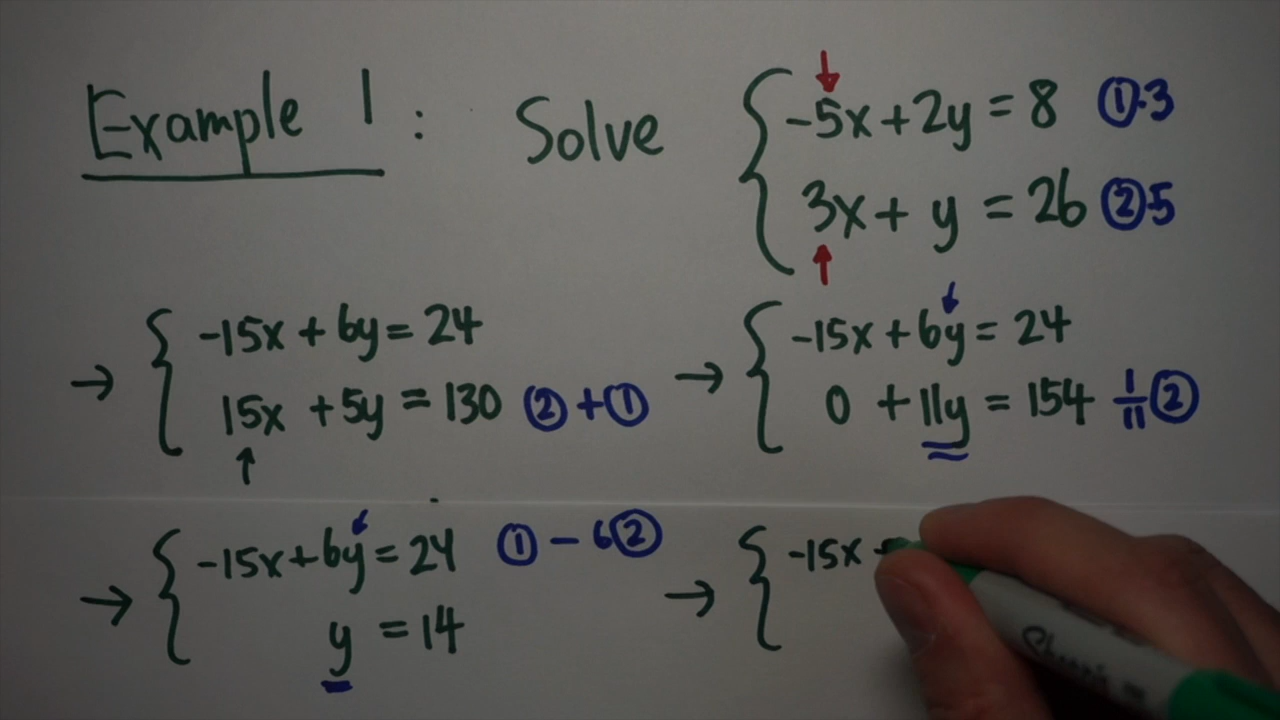 Example 1 : Solve
-5x+2y=8 ①·3
3x+y=26 ②·5
→ -15x+6y=24
15x+5y=130 ②+①
→ -15x+6y=24
0+11y=154 1/11 ②
→ -15x+6y=24 ①-6②
y=14
→ -15x
Sharpie